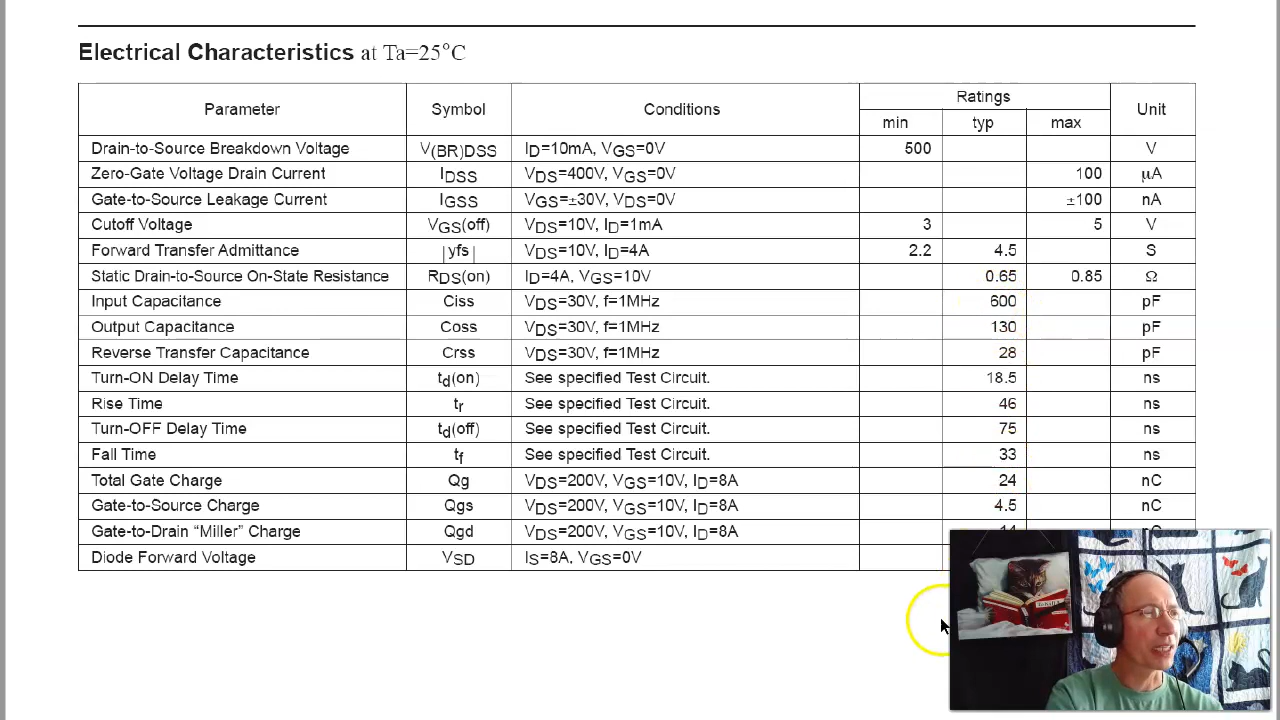 Electrical Characteristics at Ta=25°C
Parameter Symbol Conditions Ratings Unit
min typ max
Drain-to-Source Breakdown Voltage V(BR)DSS ID=10mA, VGS=0V 500 V
Zero-Gate Voltage Drain Current IDSS VDS=400V, VGS=0V 100 μA
Gate-to-Source Leakage Current IGSS VGS=±30V, VDS=0V ±100 nA
Cutoff Voltage VGS(off) VDS=10V, ID=1mA 3 5 V
Forward Transfer Admittance |yfs| VDS=10V, ID=4A 2.2 4.5 S
Static Drain-to-Source On-State Resistance RDS(on) ID=4A, VGS=10V 0.65 0.85 Ω
Input Capacitance Ciss VDS=30V, f=1MHz 600 pF
Output Capacitance Coss VDS=30V, f=1MHz 130 pF
Reverse Transfer Capacitance Crss VDS=30V, f=1MHz 28 pF
Turn-ON Delay Time td(on) See specified Test Circuit. 18.5 ns
Rise Time tr See specified Test Circuit. 46 ns
Turn-OFF Delay Time td(off) See specified Test Circuit. 75 ns
Fall Time tf See specified Test Circuit. 33 ns
Total Gate Charge Qg VDS=200V, VGS=10V, ID=8A 24 nC
Gate-to-Source Charge Qgs VDS=200V, VGS=10V, ID=8A 4.5 nC
Gate-to-Drain “Miller” Charge Qgd VDS=200V, VGS=10V, ID=8A
Diode Forward Voltage VSD IS=8A, VGS=0V